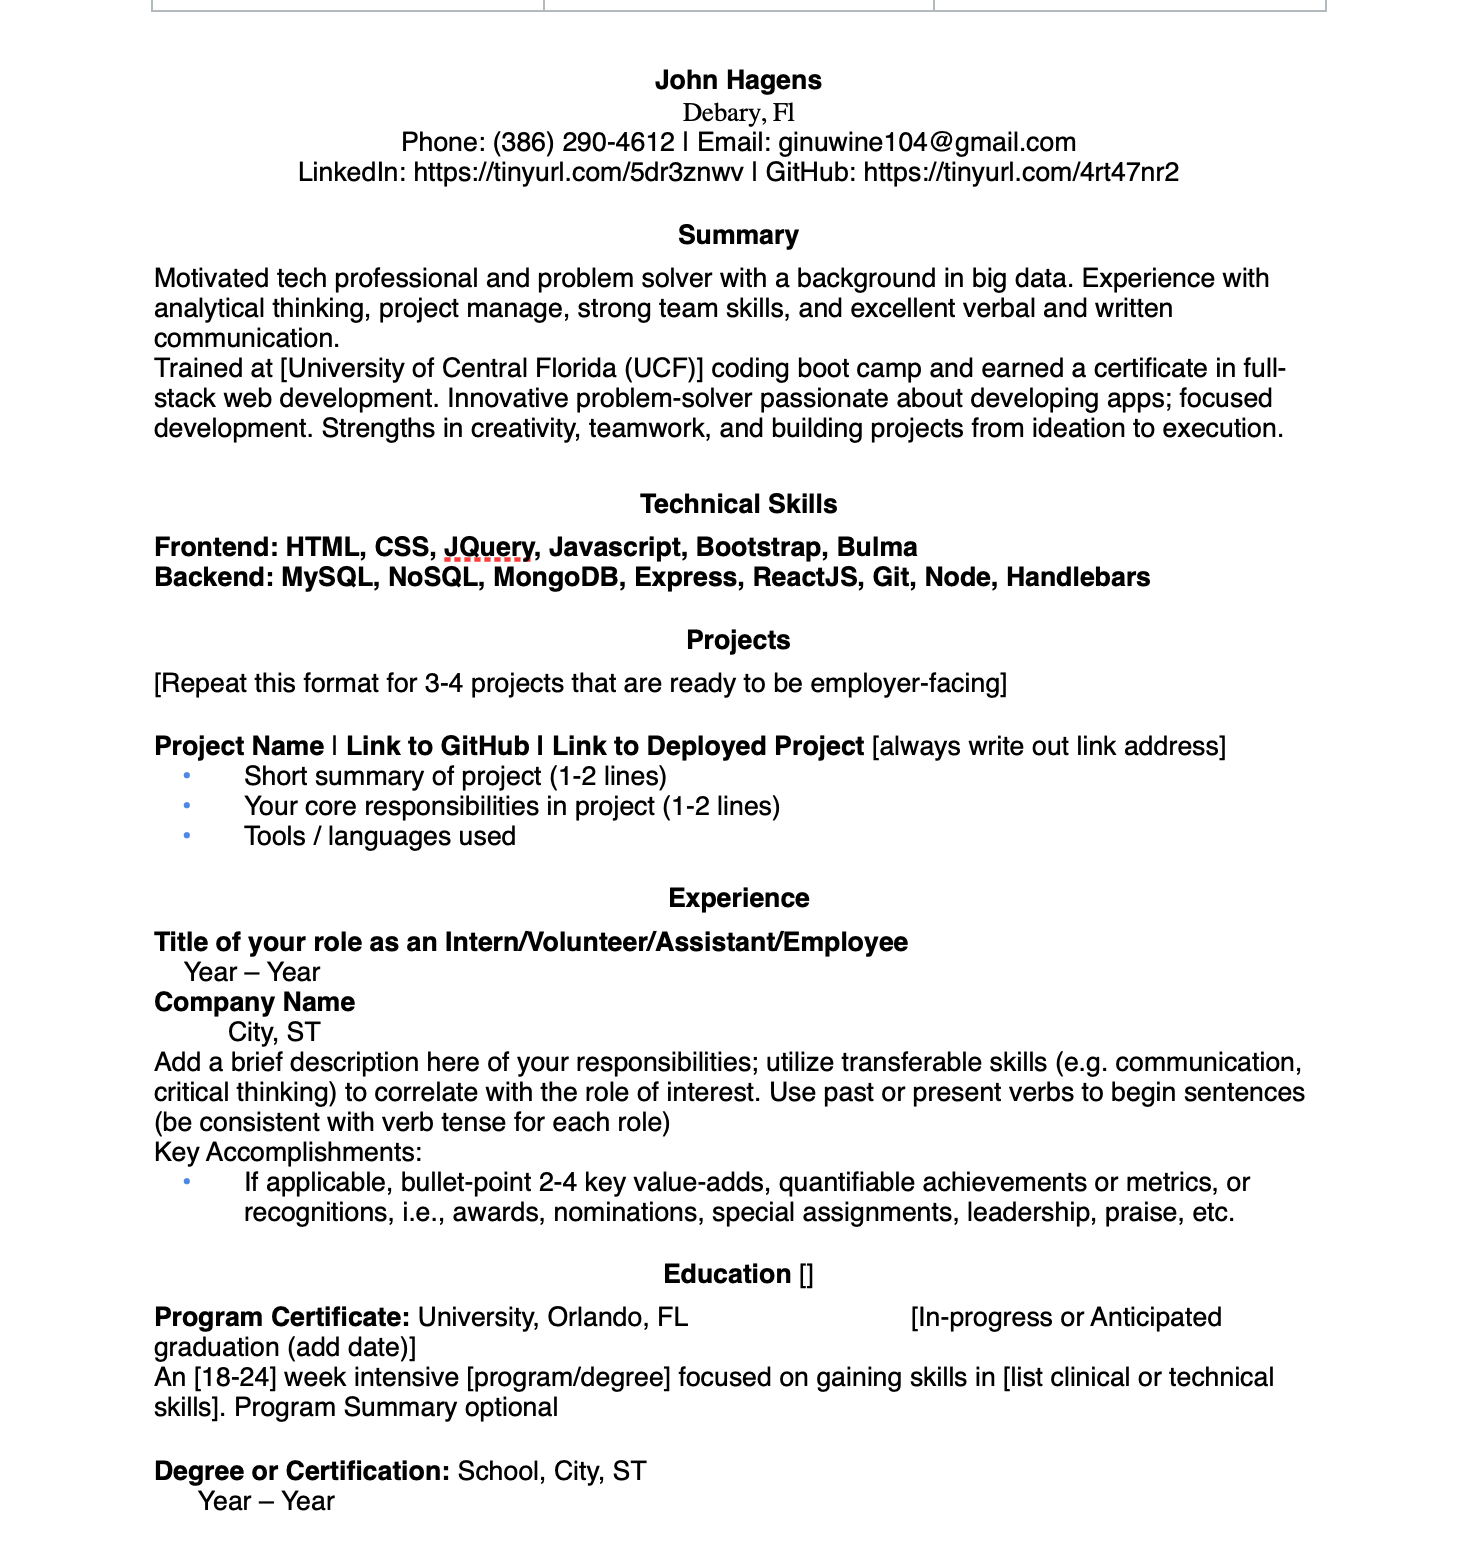 John Hagens
Debary, Fl
Phone: (386) 290-4612 | Email: ginuwine104@gmail.com
LinkedIn: https://tinyurl.com/5dr3znwv | GitHub: https://tinyurl.com/4rt47nr2
Summary
Motivated tech professional and problem solver with a background in big data. Experience with
analytical thinking, project manage, strong team skills, and excellent verbal and written
communication.
Trained at [University of Central Florida (UCF)] coding boot camp and earned a certificate in full-
stack web development. Innovative problem-solver passionate about developing apps; focused
development. Strengths in creativity, teamwork, and building projects from ideation to execution.
Technical Skills
Frontend: HTML, CSS, JQuery, Javascript, Bootstrap, Bulma
Backend: MySQL, NoSQL, MongoDB, Express, ReactJS, Git, Node, Handlebars
Projects
[Repeat this format for 3-4 projects that are ready to be employer-facing]
Project Name | Link to GitHub | Link to Deployed Project [always write out link address]
• Short summary of project (1-2 lines)
• Your core responsibilities in project (1-2 lines)
• Tools / languages used
Experience
Title of your role as an Intern/Volunteer/Assistant/Employee
Year – Year
Company Name
City, ST
Add a brief description here of your responsibilities; utilize transferable skills (e.g. communication,
critical thinking) to correlate with the role of interest. Use past or present verbs to begin sentences
(be consistent with verb tense for each role)
Key Accomplishments:
• If applicable, bullet-point 2-4 key value-adds, quantifiable achievements or metrics, or
recognitions, i.e., awards, nominations, special assignments, leadership, praise, etc.
Education []
Program Certificate: University, Orlando, FL [In-progress or Anticipated
graduation (add date)]
An [18-24] week intensive [program/degree] focused on gaining skills in [list clinical or technical
skills]. Program Summary optional
Degree or Certification: School, City, ST
Year – Year